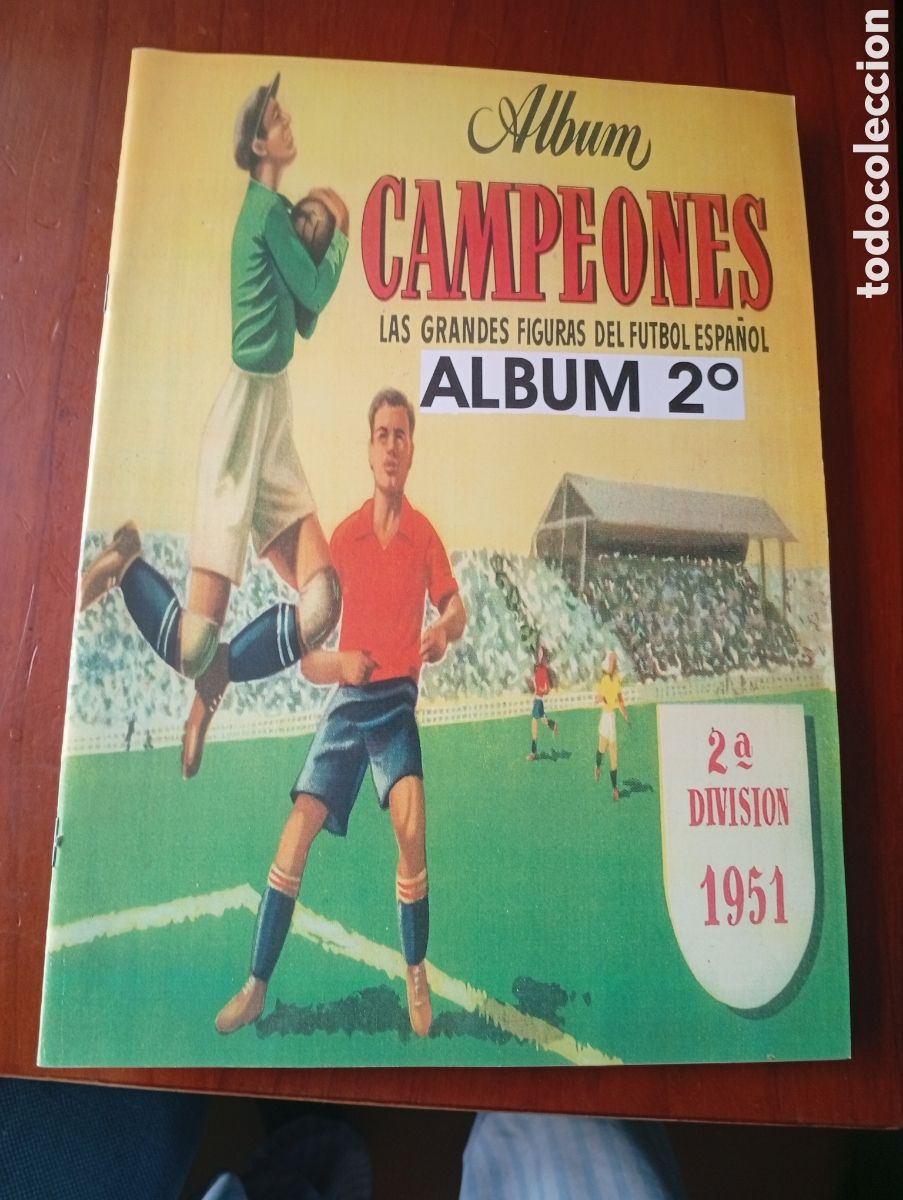 Album
CAMPEONES
LAS GRANDES FIGURAS DEL FUTBOL ESPAÑOL
ALBUM 2º
2ª
DIVISION
1951
todocoleccion